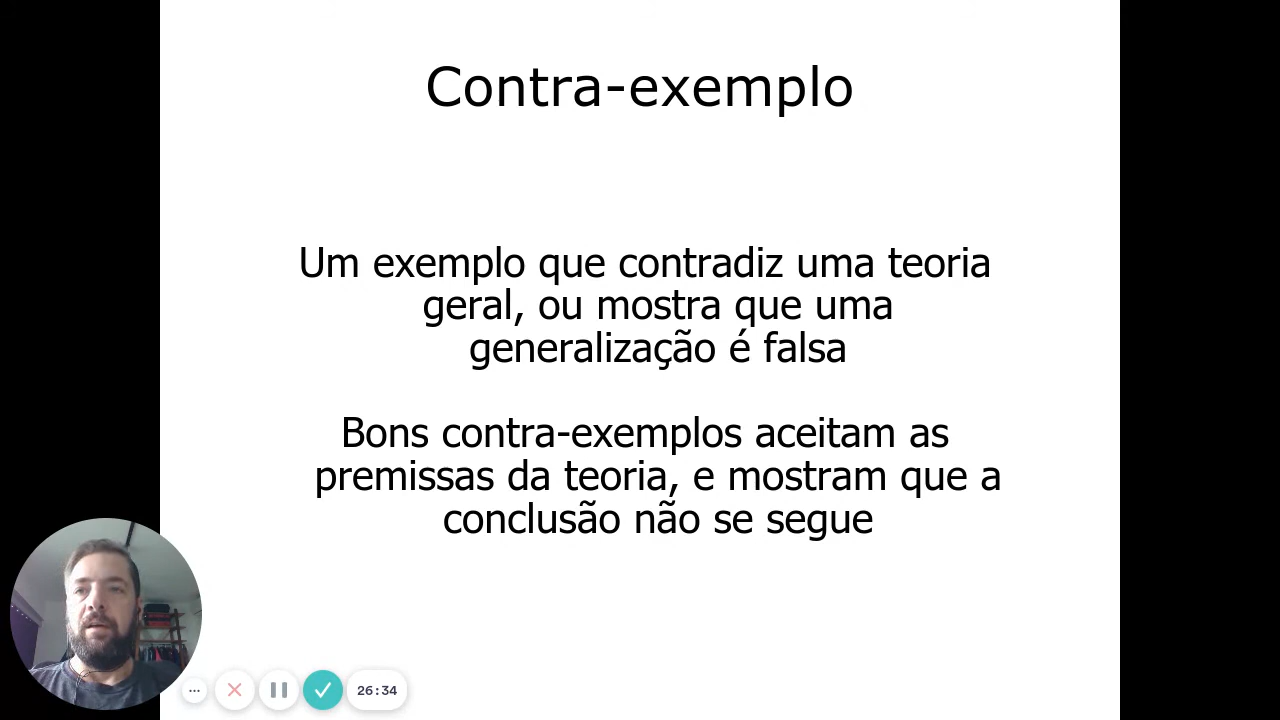 Contra-exemplo
Um exemplo que contradiz uma teoria
geral, ou mostra que uma
generalização é falsa
Bons contra-exemplos aceitam as
premissas da teoria, e mostram que a
conclusão não se segue
26:34